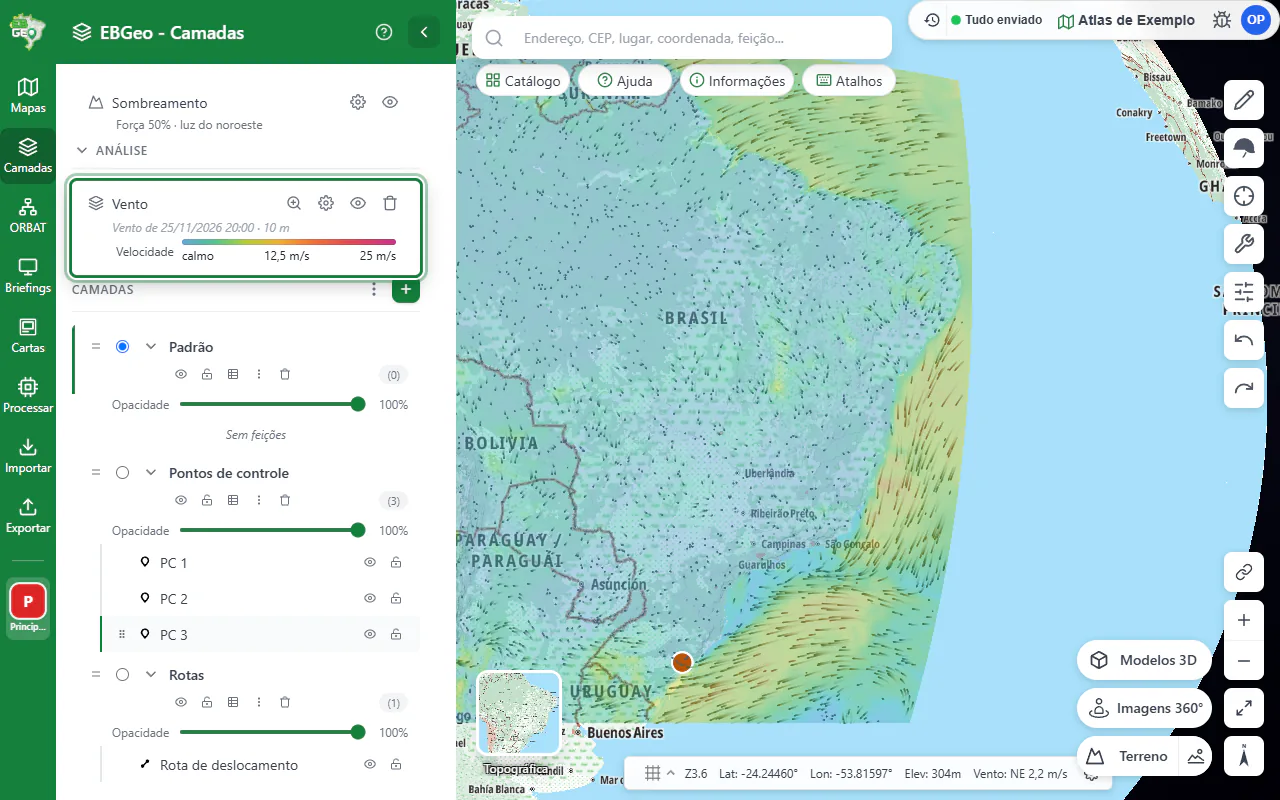 EBGeo - Camadas
Endereço, CEP, lugar, coordenada, feição...
Tudo enviado
Atlas de Exemplo
OP
Catálogo
Ajuda
Informações
Atalhos
Mapas
Camadas
ORBAT
Briefings
Cartas
Processar
Importar
Exportar
P
Princip...
Sombreamento
Força 50% · luz do noroeste
ANÁLISE
Vento
Vento de 25/11/2026 20:00 · 10 m
Velocidade
calmo 12,5 m/s 25 m/s
CAMADAS
Padrão
(0)
Opacidade 100%
Sem feições
Pontos de controle
(3)
Opacidade 100%
PC 1
PC 2
PC 3
Rotas
(1)
Opacidade 100%
Rota de deslocamento
SURINAME
BRASIL
BOLIVIA
Uberlândia
Ribeirão Preto
Campinas
São Gonçalo
Guarulhos
PARAGUAY /
PARAGUÁI
Asunción
URUGUAY
Buenos Aires
Bahía Blanca
Bissau
Bamako
Conakry
Freetown
Accra
Topográfica
Modelos 3D
Imagens 360°
Terreno
Z3.6 Lat: -24.24460° Lon: -53.81597° Elev: 304m Vento: NE 2,2 m/s